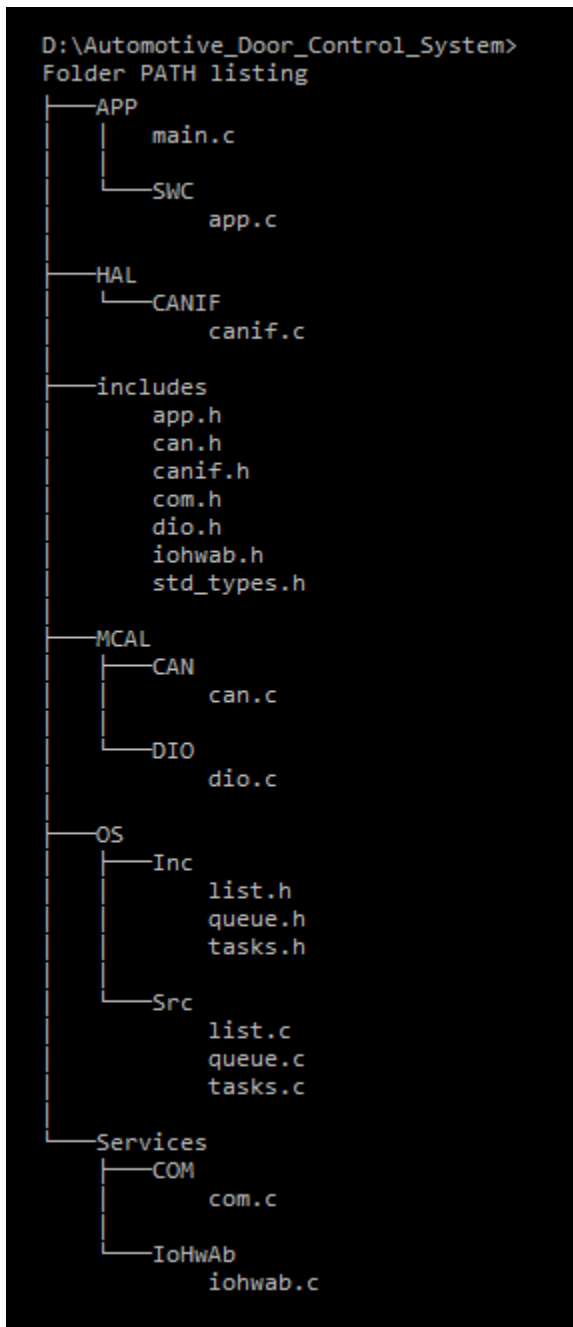 D:\Automotive_Door_Control_System>
Folder PATH listing
├───APP
│   │   main.c
│   │
│   └───SWC
│           app.c
│
├───HAL
│   └───CANIF
│           canif.c
│
├───includes
│       app.h
│       can.h
│       canif.h
│       com.h
│       dio.h
│       iohwab.h
│       std_types.h
│
├───MCAL
│   ├───CAN
│   │       can.c
│   │
│   └───DIO
│           dio.c
│
├───OS
│   ├───Inc
│   │       list.h
│   │       queue.h
│   │       tasks.h
│   │
│   └───Src
│           list.c
│           queue.c
│           tasks.c
│
└───Services
    ├───COM
    │       com.c
    │
    └───IoHwAb
            iohwab.c